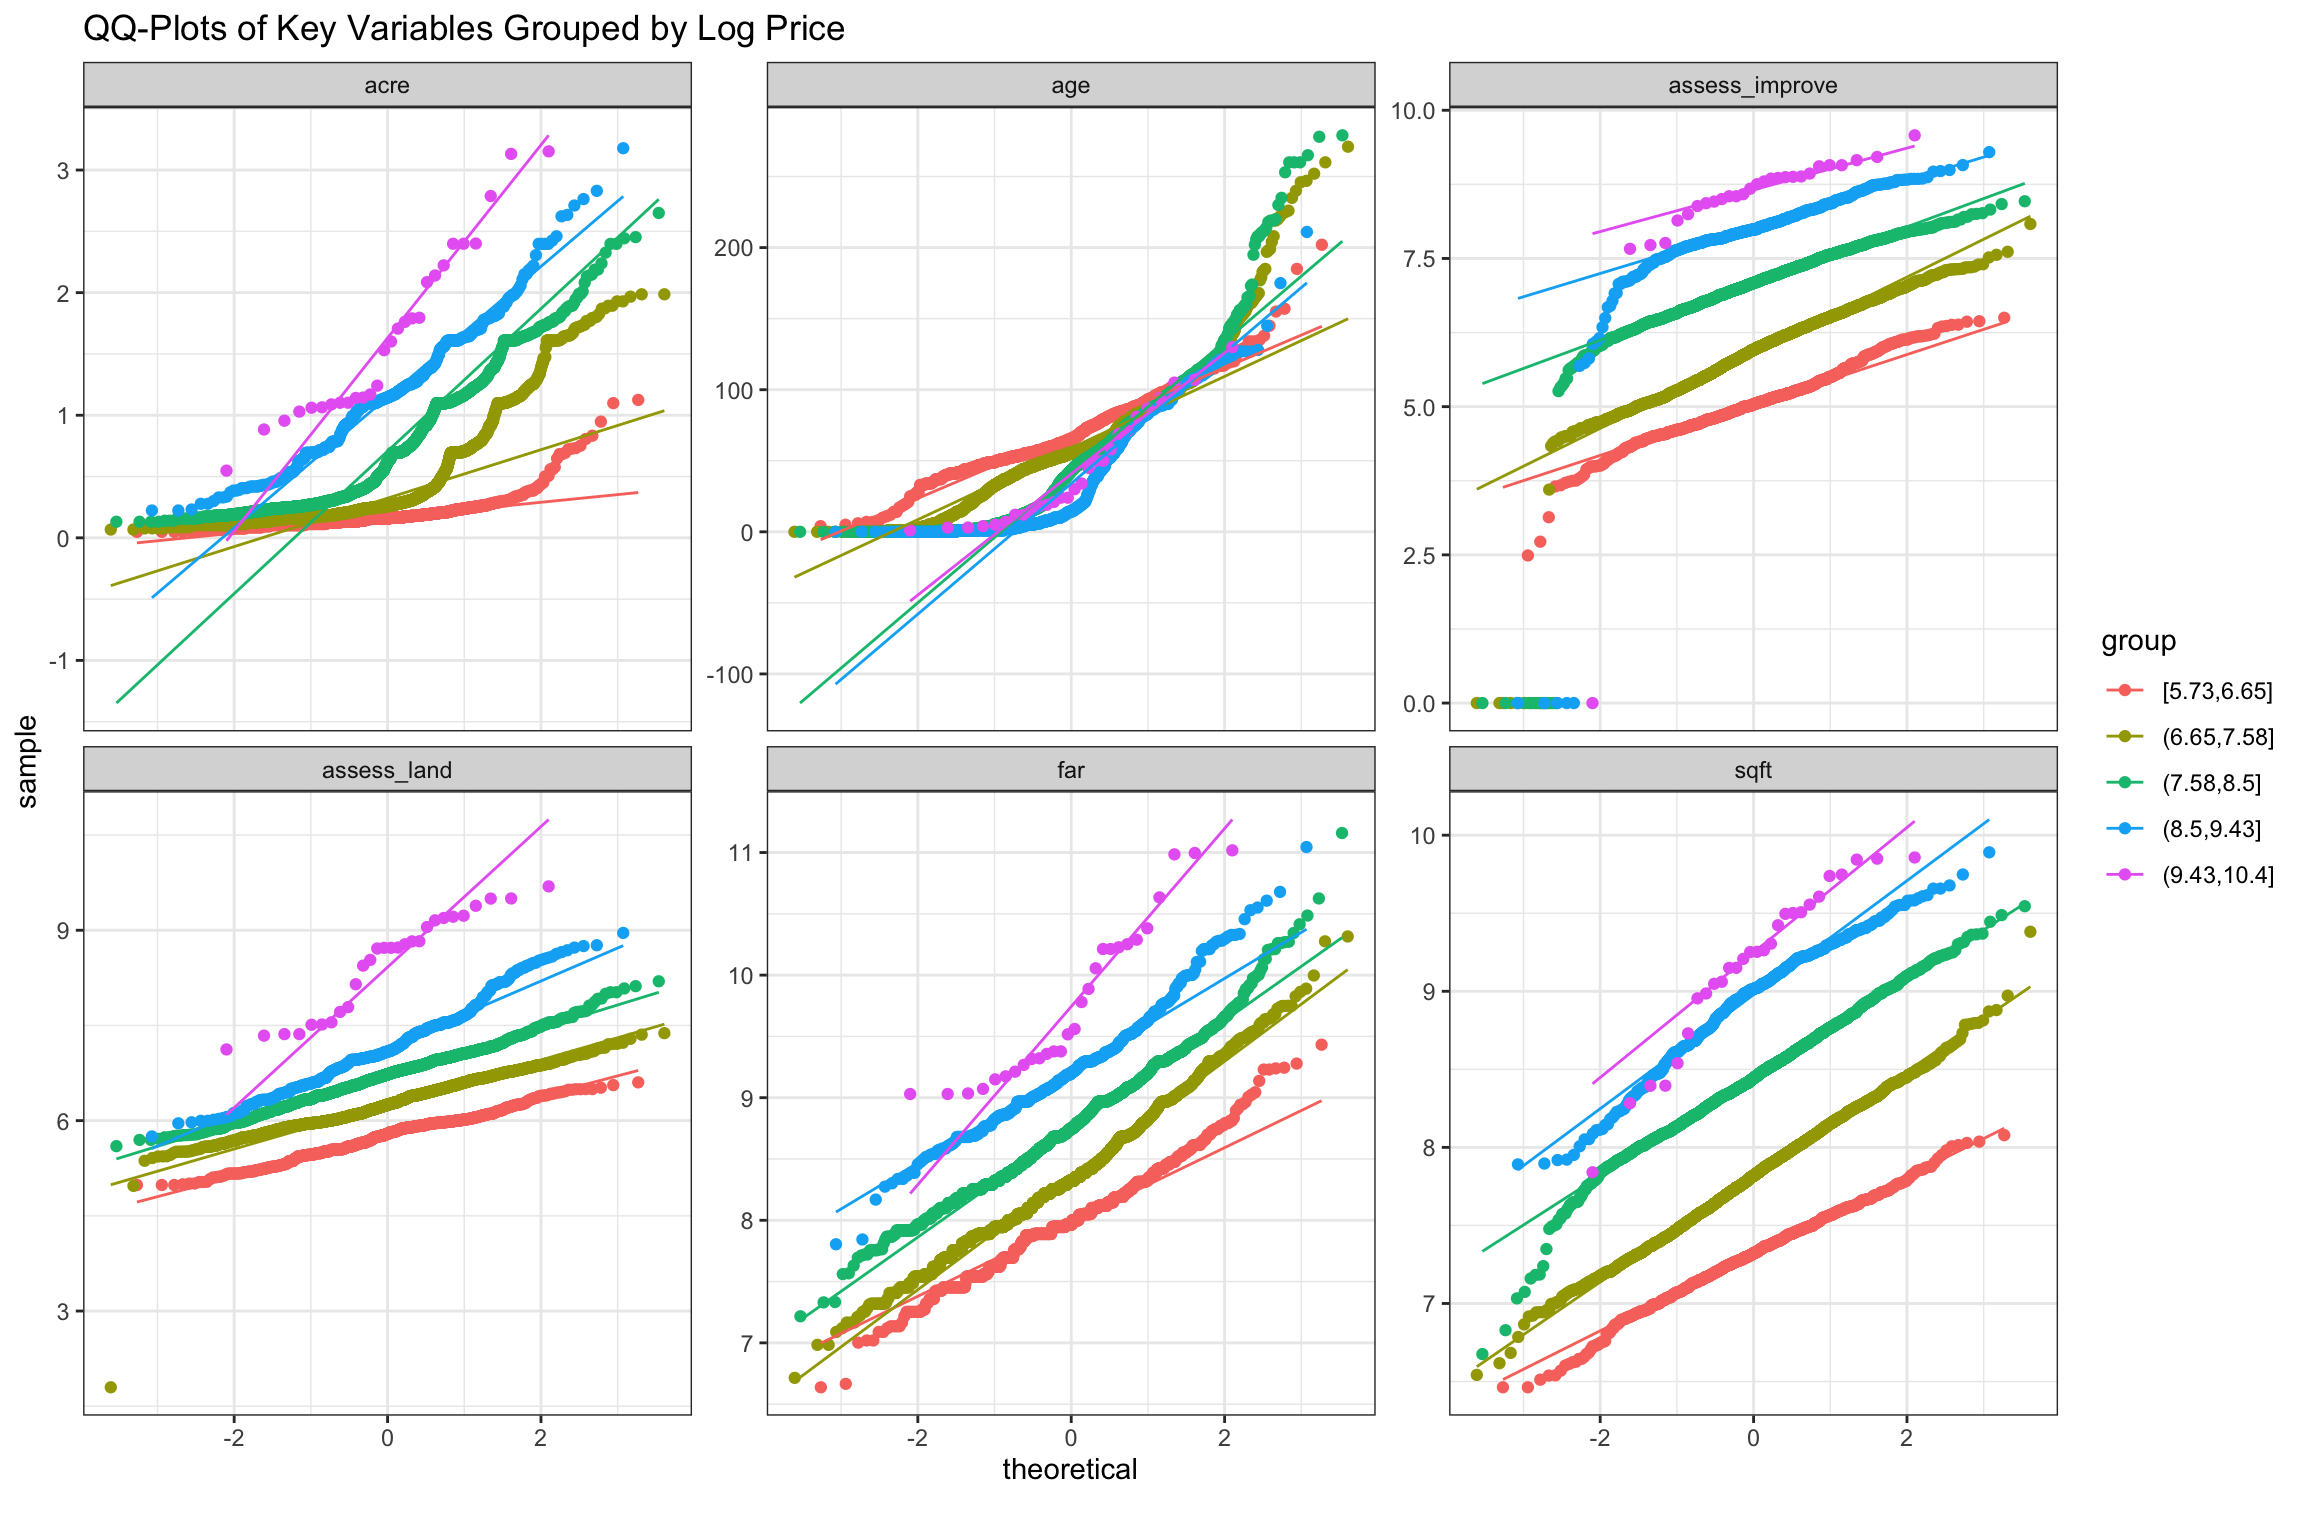 QQ-Plots of Key Variables Grouped by Log Price
acre
age
assess_improve
3
2
1
0
-1
200
100
0
-100
10.0
7.5
5.0
2.5
0.0
sample
assess_land
far
sqft
9
6
3
11
10
9
8
7
10
9
8
7
-2 0 2
-2 0 2
-2 0 2
theoretical
group
[5.73,6.65]
(6.65,7.58]
(7.58,8.5]
(8.5,9.43]
(9.43,10.4]